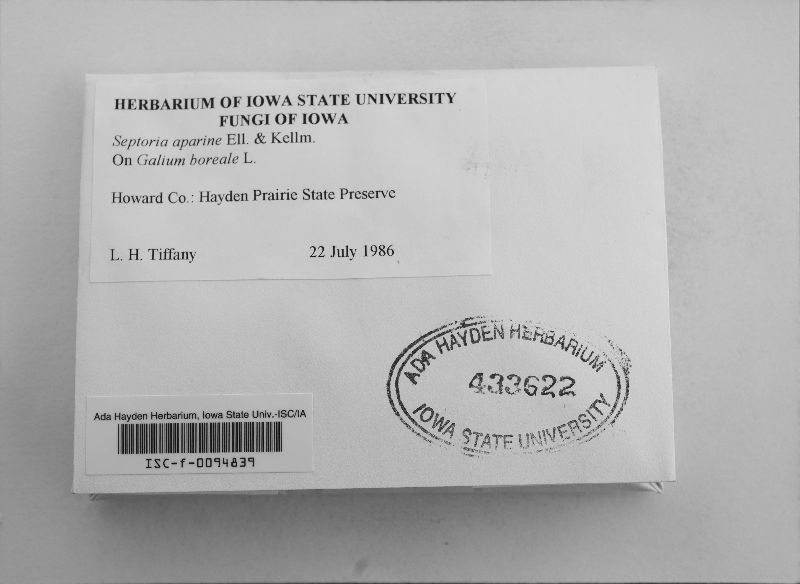 HERBARIUM OF IOWA STATE UNIVERSITY
FUNGI OF IOWA
Septoria aparine Ell. & Kellm.
On Galium boreale L.
Howard Co.: Hayden Prairie State Preserve
L. H. Tiffany 22 July 1986
ADA HAYDEN HERBARIUM
433622
IOWA STATE UNIVERSITY
Ada Hayden Herbarium, Iowa State Univ.-ISC/IA
ISC-f-0094839